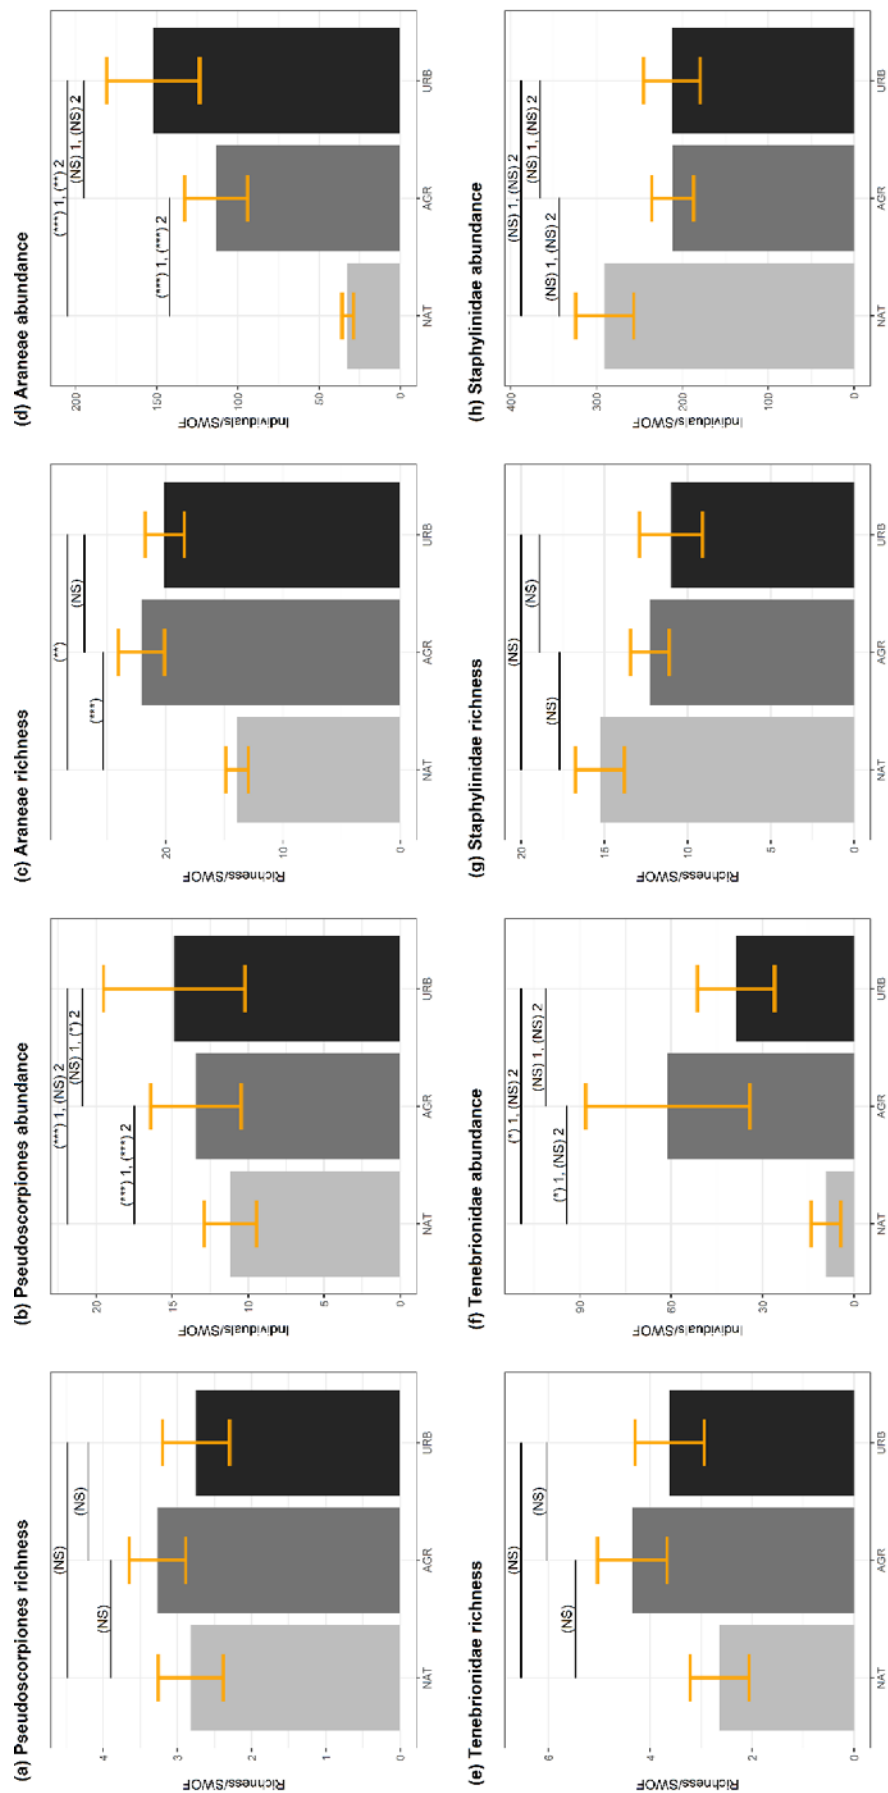 (a) Pseudoscorpiones richness
Richness/SWOF
4
3
2
1
0
(NS)
(NS)
(NS)
NAT
AGR
URB
(b) Pseudoscorpiones abundance
Individuals/SWOF
20
15
10
5
0
(***) 1, (NS) 2
(NS) 1, (*) 2
(***) 1, (***) 2
NAT
AGR
URB
(c) Araneae richness
Richness/SWOF
20
10
0
(**)
(NS)
(***)
NAT
AGR
URB
(d) Araneae abundance
Individuals/SWOF
200
150
100
50
0
(***) 1, (**) 2
(NS) 1, (NS) 2
(***) 1, (***) 2
NAT
AGR
URB
(e) Tenebrionidae richness
Richness/SWOF
6
4
2
0
(NS)
(NS)
(NS)
NAT
AGR
URB
(f) Tenebrionidae abundance
Individuals/SWOF
90
60
30
0
(*) 1, (NS) 2
(NS) 1, (NS) 2
(*) 1, (NS) 2
NAT
AGR
URB
(g) Staphylinidae richness
Richness/SWOF
20
15
10
5
0
(NS)
(NS)
(NS)
NAT
AGR
URB
(h) Staphylinidae abundance
Individuals/SWOF
400
300
200
100
0
(NS) 1, (NS) 2
(NS) 1, (NS) 2
(NS) 1, (NS) 2
NAT
AGR
URB